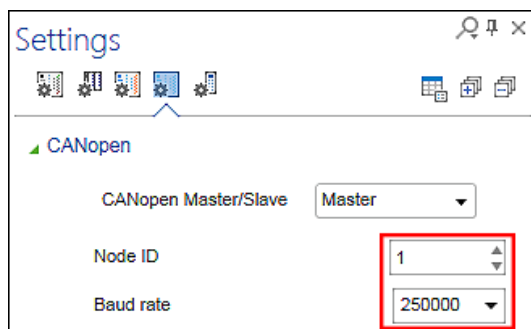 Settings
CANopen
CANopen Master/Slave Master
Node ID 1
Baud rate 250000